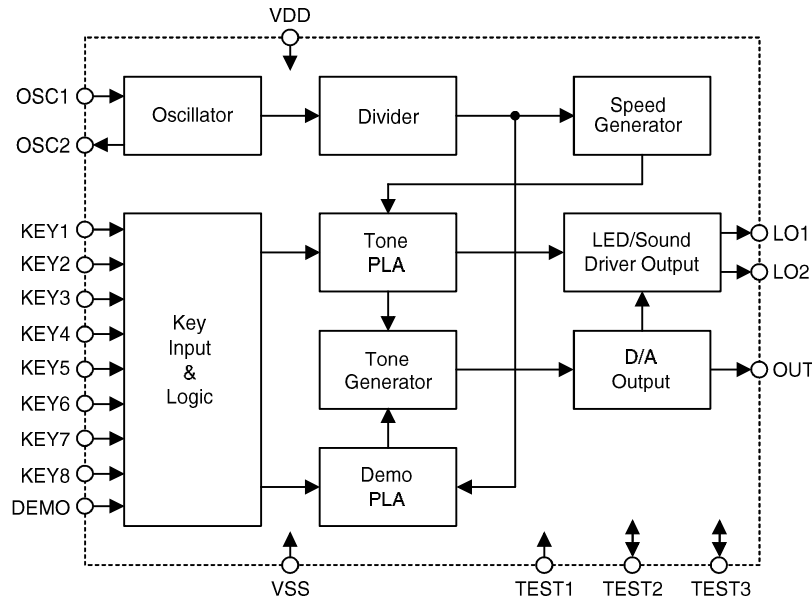 VDD
OSC1
OSC2
Oscillator
Divider
Speed
Generator
KEY1
KEY2
KEY3
KEY4
KEY5
KEY6
KEY7
KEY8
DEMO
Key
Input
&
Logic
Tone
PLA
LED/Sound
Driver Output
LO1
LO2
Tone
Generator
D/A
Output
OUT
Demo
PLA
VSS
TEST1
TEST2
TEST3